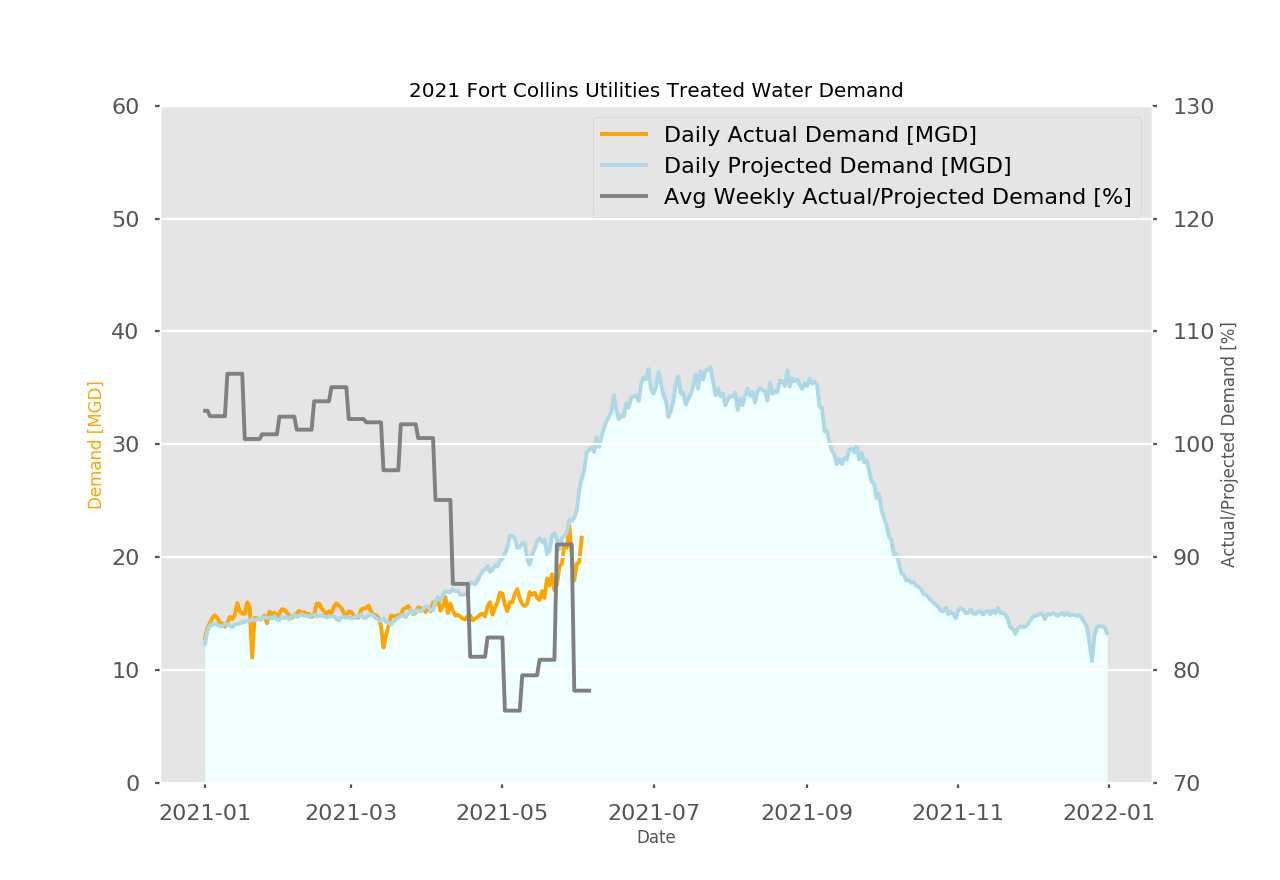 2021 Fort Collins Utilities Treated Water Demand
Daily Actual Demand [MGD]
Daily Projected Demand [MGD]
Avg Weekly Actual/Projected Demand [%]
60
50
40
30
20
10
0
Demand [MGD]
130
120
110
100
90
80
70
Actual/Projected Demand [%]
2021-01 2021-03 2021-05 2021-07 2021-09 2021-11 2022-01
Date